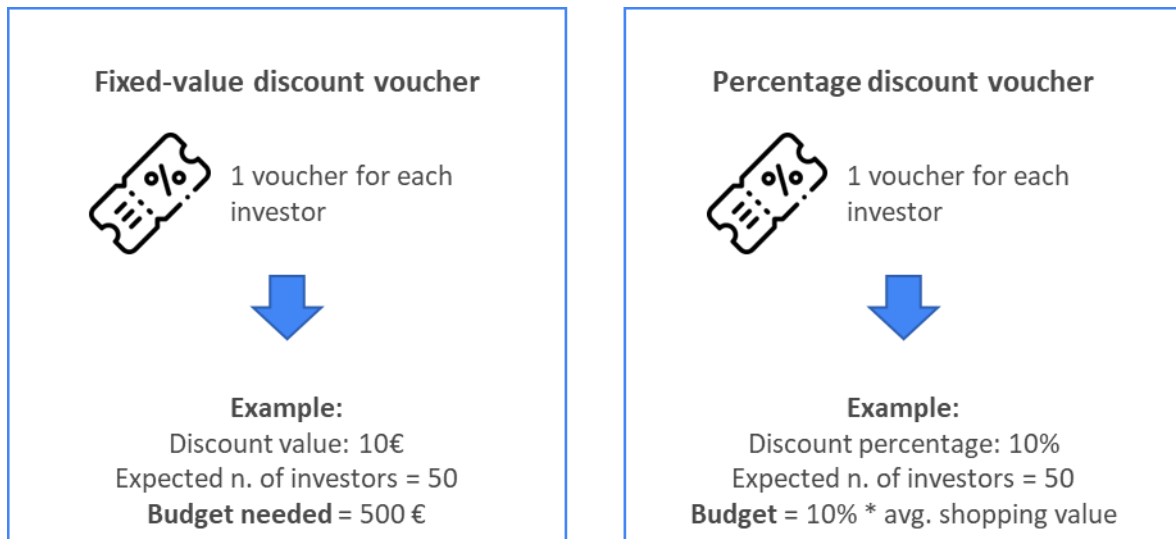 Fixed-value discount voucher
1 voucher for each
investor
Example:
Discount value: 10€
Expected n. of investors = 50
Budget needed = 500 €
Percentage discount voucher
1 voucher for each
investor
Example:
Discount percentage: 10%
Expected n. of investors = 50
Budget = 10% * avg. shopping value